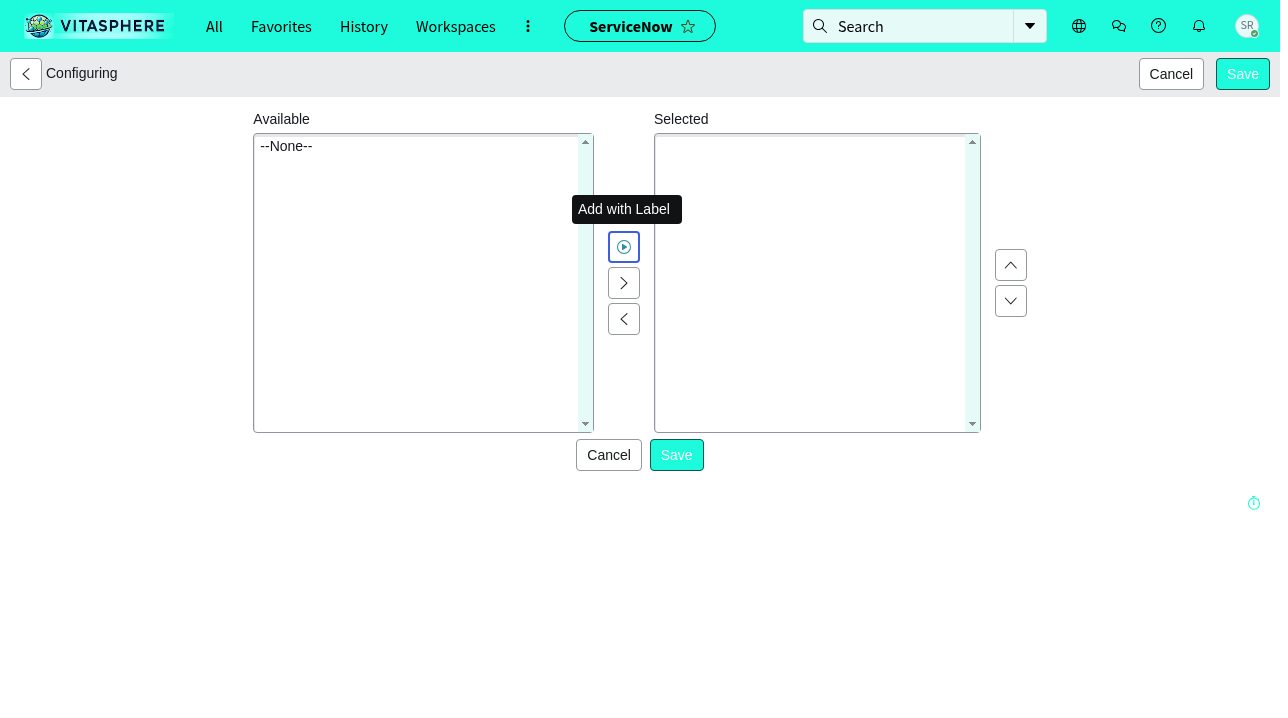 VITASPHERE
All
Favorites
History
Workspaces
ServiceNow
Search
SR
Configuring
Cancel
Save
Available
Selected
--None--
Add with Label
Cancel
Save